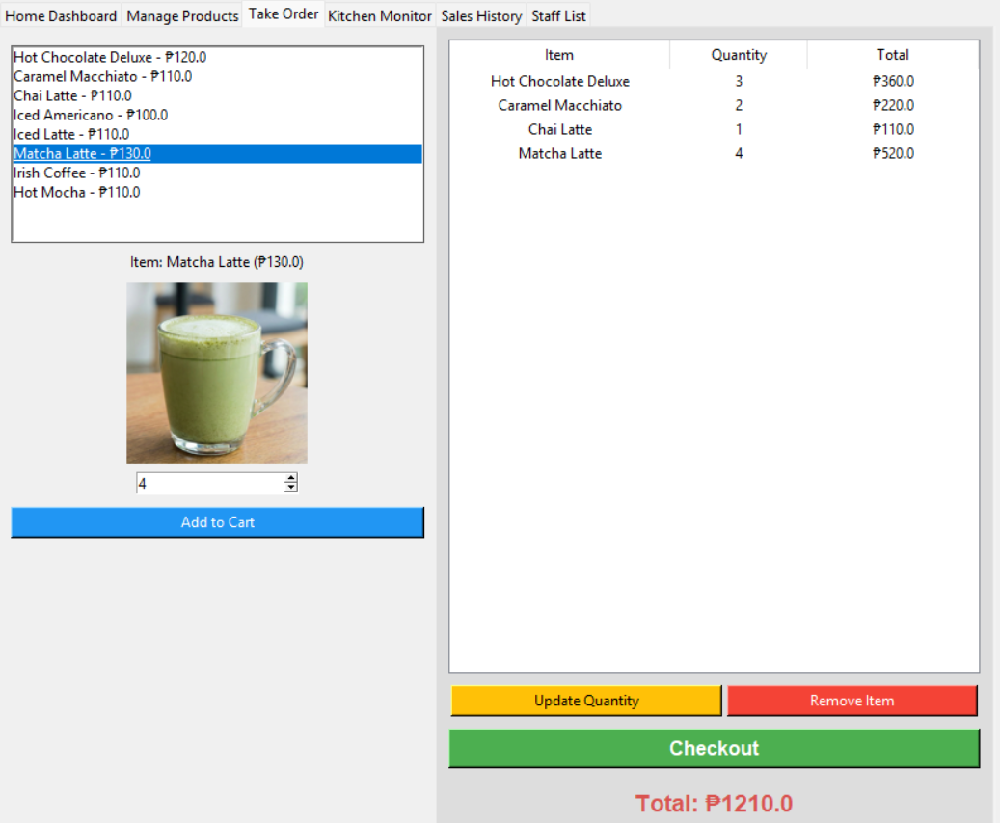 Home Dashboard Manage Products Take Order Kitchen Monitor Sales History Staff List
Hot Chocolate Deluxe - ₱120.0
Caramel Macchiato - ₱110.0
Chai Latte - ₱110.0
Iced Americano - ₱100.0
Iced Latte - ₱110.0
Matcha Latte - ₱130.0
Irish Coffee - ₱110.0
Hot Mocha - ₱110.0
Item: Matcha Latte (₱130.0)
4
Add to Cart
Item Quantity Total
Hot Chocolate Deluxe 3 ₱360.0
Caramel Macchiato 2 ₱220.0
Chai Latte 1 ₱110.0
Matcha Latte 4 ₱520.0
Update Quantity Remove Item
Checkout
Total: ₱1210.0